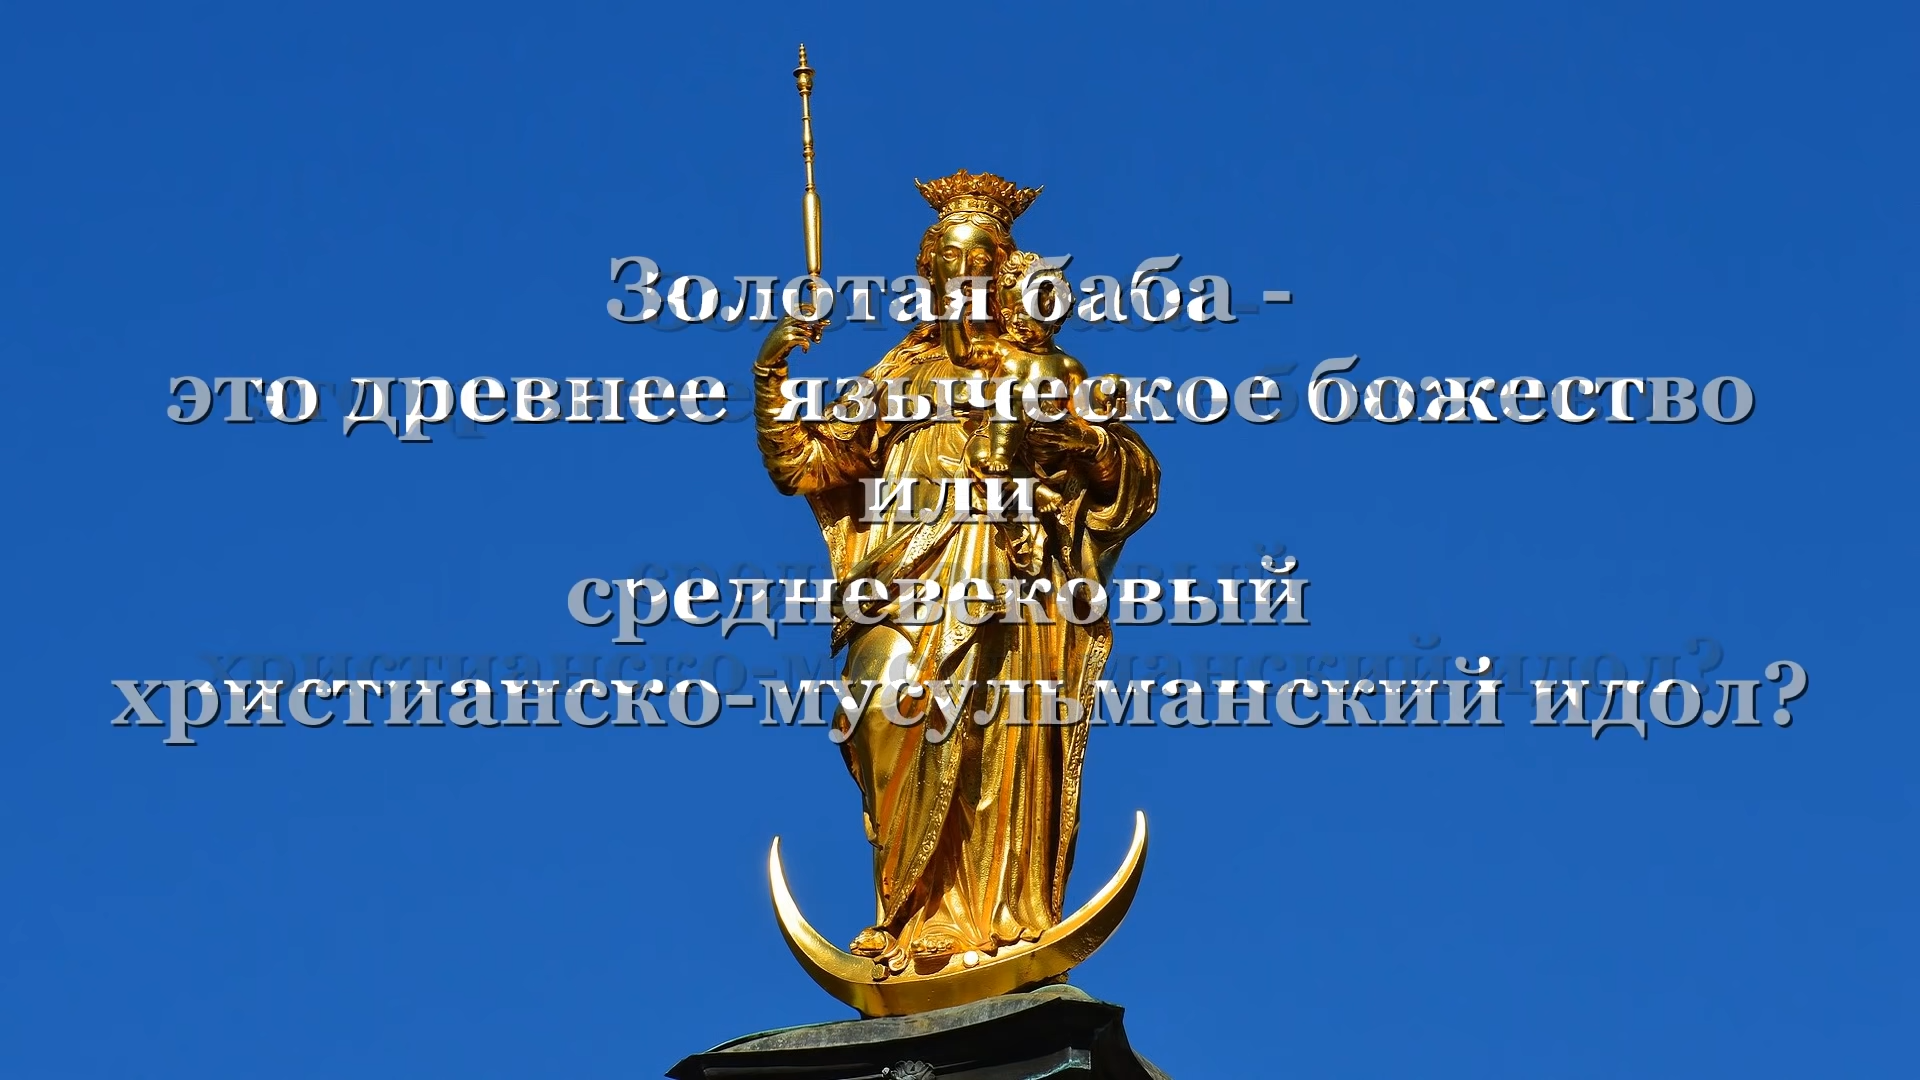 Золотая баба -
это древнее языческое божество
или
средневековый
христианско-мусульманский идол?